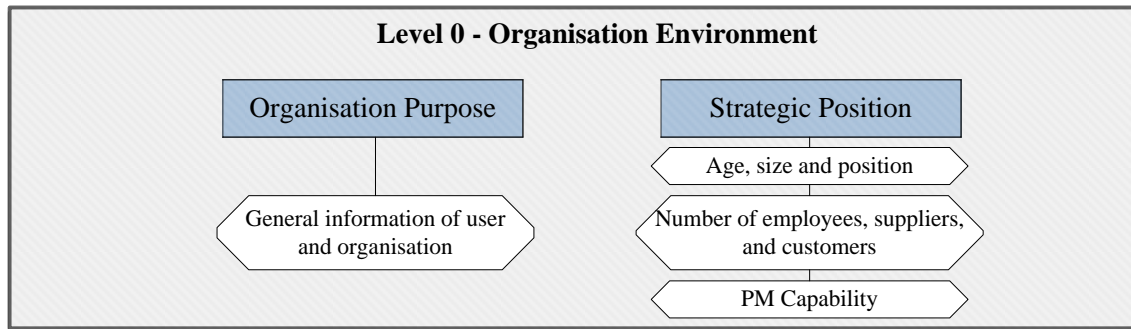 Level 0 - Organisation Environment
Organisation Purpose
General information of user
and organisation
Strategic Position
Age, size and position
Number of employees, suppliers,
and customers
PM Capability